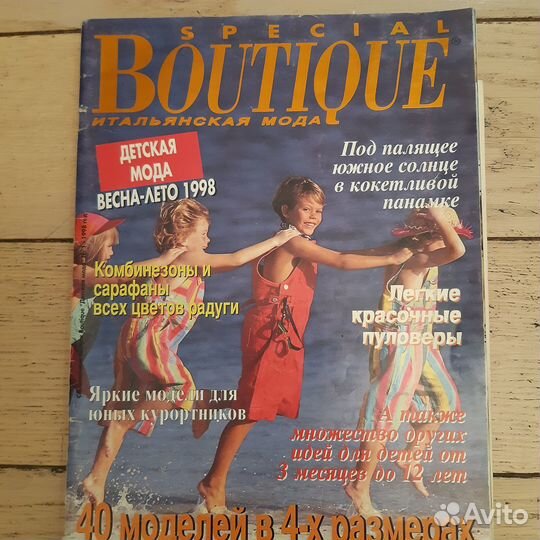 SPECIAL
BOUTIQUE
®
ИТАЛЬЯНСКАЯ МОДА
ДЕТСКАЯ
МОДА
ВЕСНА-ЛЕТО 1998
Под палящее
южное солнце
в кокетливой
панамке
Комбинезоны и
сарафаны
всех цветов радуги
Легкие
красочные
пуловеры
Яркие модели для
юных курортников
А также
множество других
идей для детей от
3 месяцев до 12 лет
40 моделей в 4-х размерах
Avito